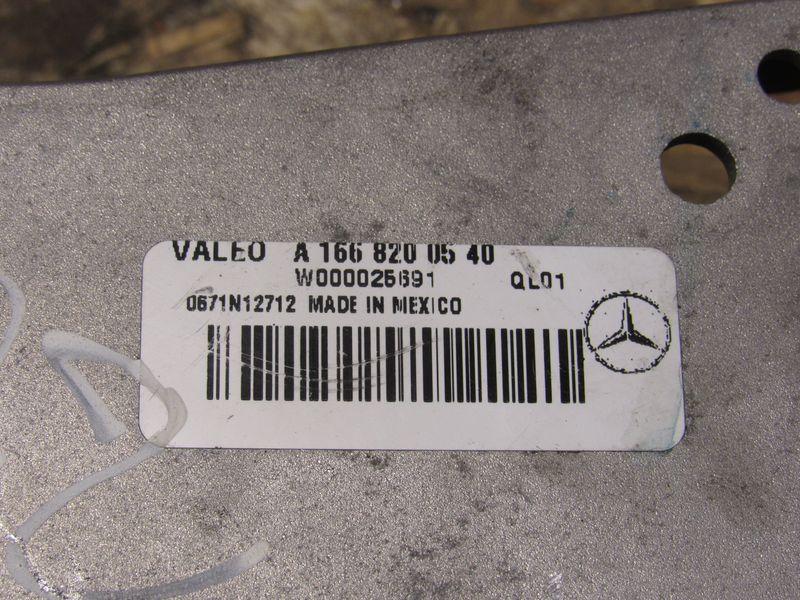 VALEO A 166 820 05 40
W000025691 QL01
0671N12712 MADE IN MEXICO